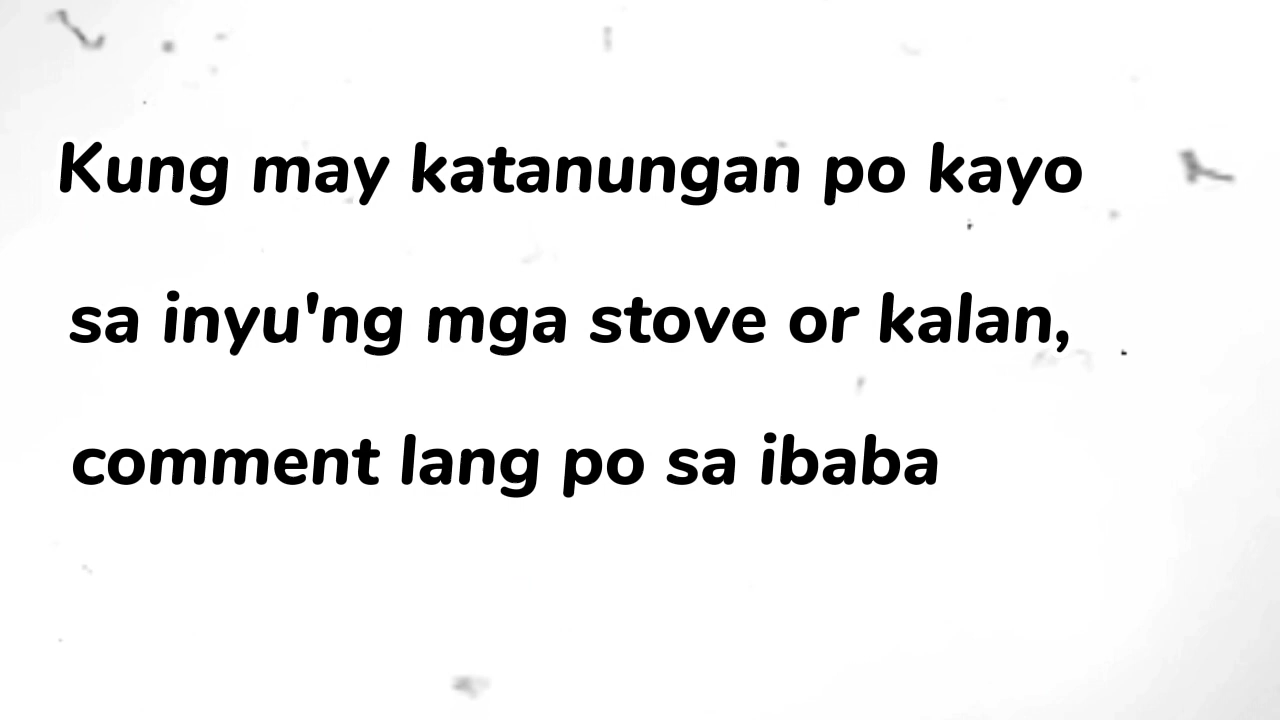 Kung may katanungan po kayo
sa inyu'ng mga stove or kalan,
comment lang po sa ibaba